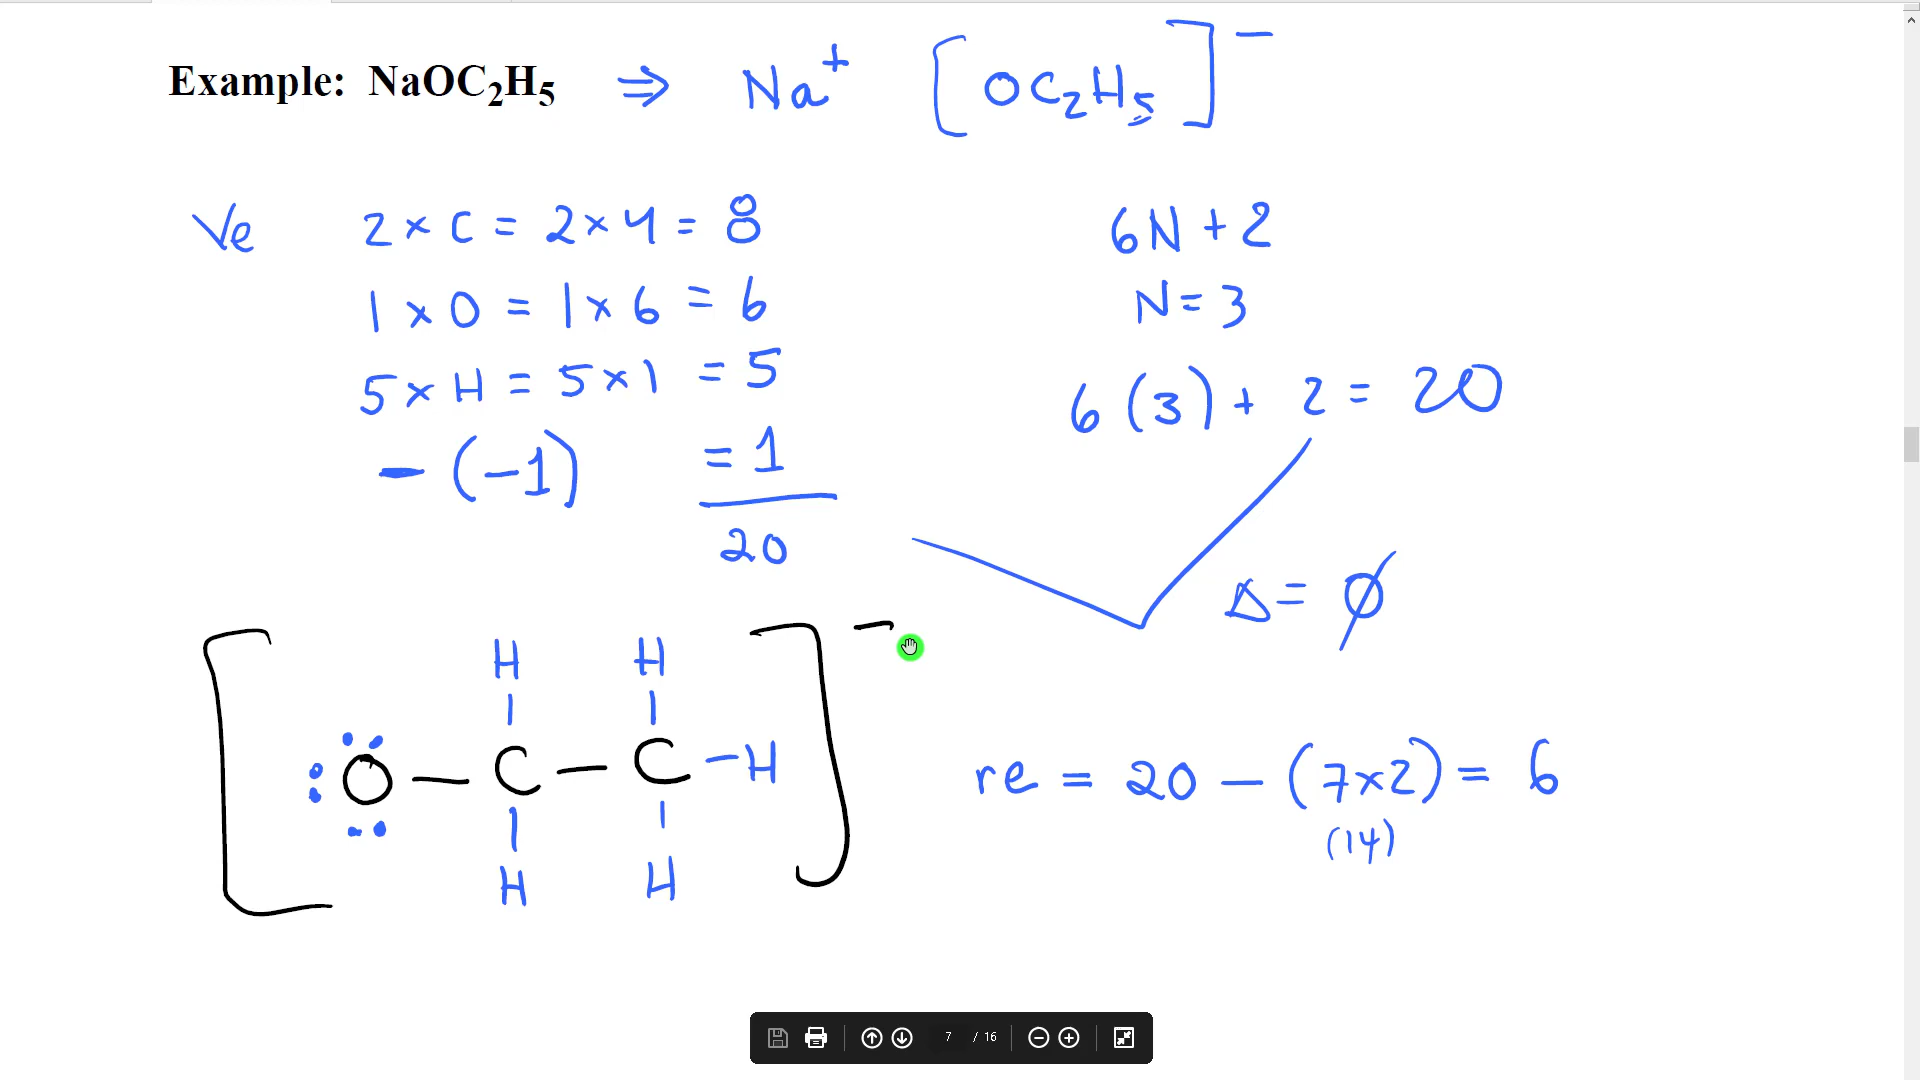 Example: NaOC₂H₅ ⇒ Na⁺ [OC₂H₅]⁻
Ve
2 × C = 2 × 4 = 8
1 × O = 1 × 6 = 6
5 × H = 5 × 1 = 5
- (-1) = 1
20
6N + 2
N = 3
6 (3) + 2 = 20
Δ = ∅
H H
O — C — C — H
H H
re = 20 — (7×2) = 6
(14)
7 / 16